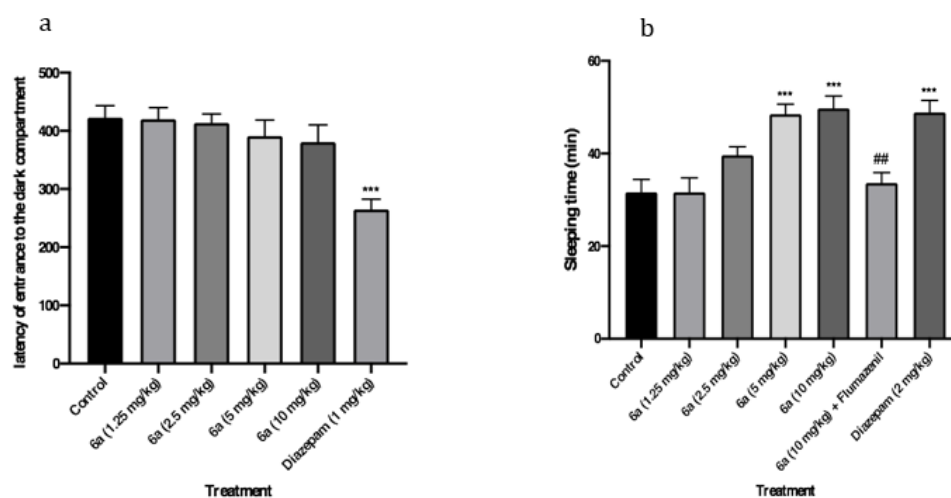 a
latency of entrance to the dark compartment
500
400
300
200
100
0
***
Control
6a (1.25 mg/kg)
6a (2.5 mg/kg)
6a (5 mg/kg)
6a (10 mg/kg)
Diazepam (1 mg/kg)
Treatment
b
Sleeping time (min)
60
40
20
0
***
***
##
***
Control
6a (1.25 mg/kg)
6a (2.5 mg/kg)
6a (5 mg/kg)
6a (10 mg/kg)
6a (10 mg/kg) + Flumazenil
Diazepam (2 mg/kg)
Treatment